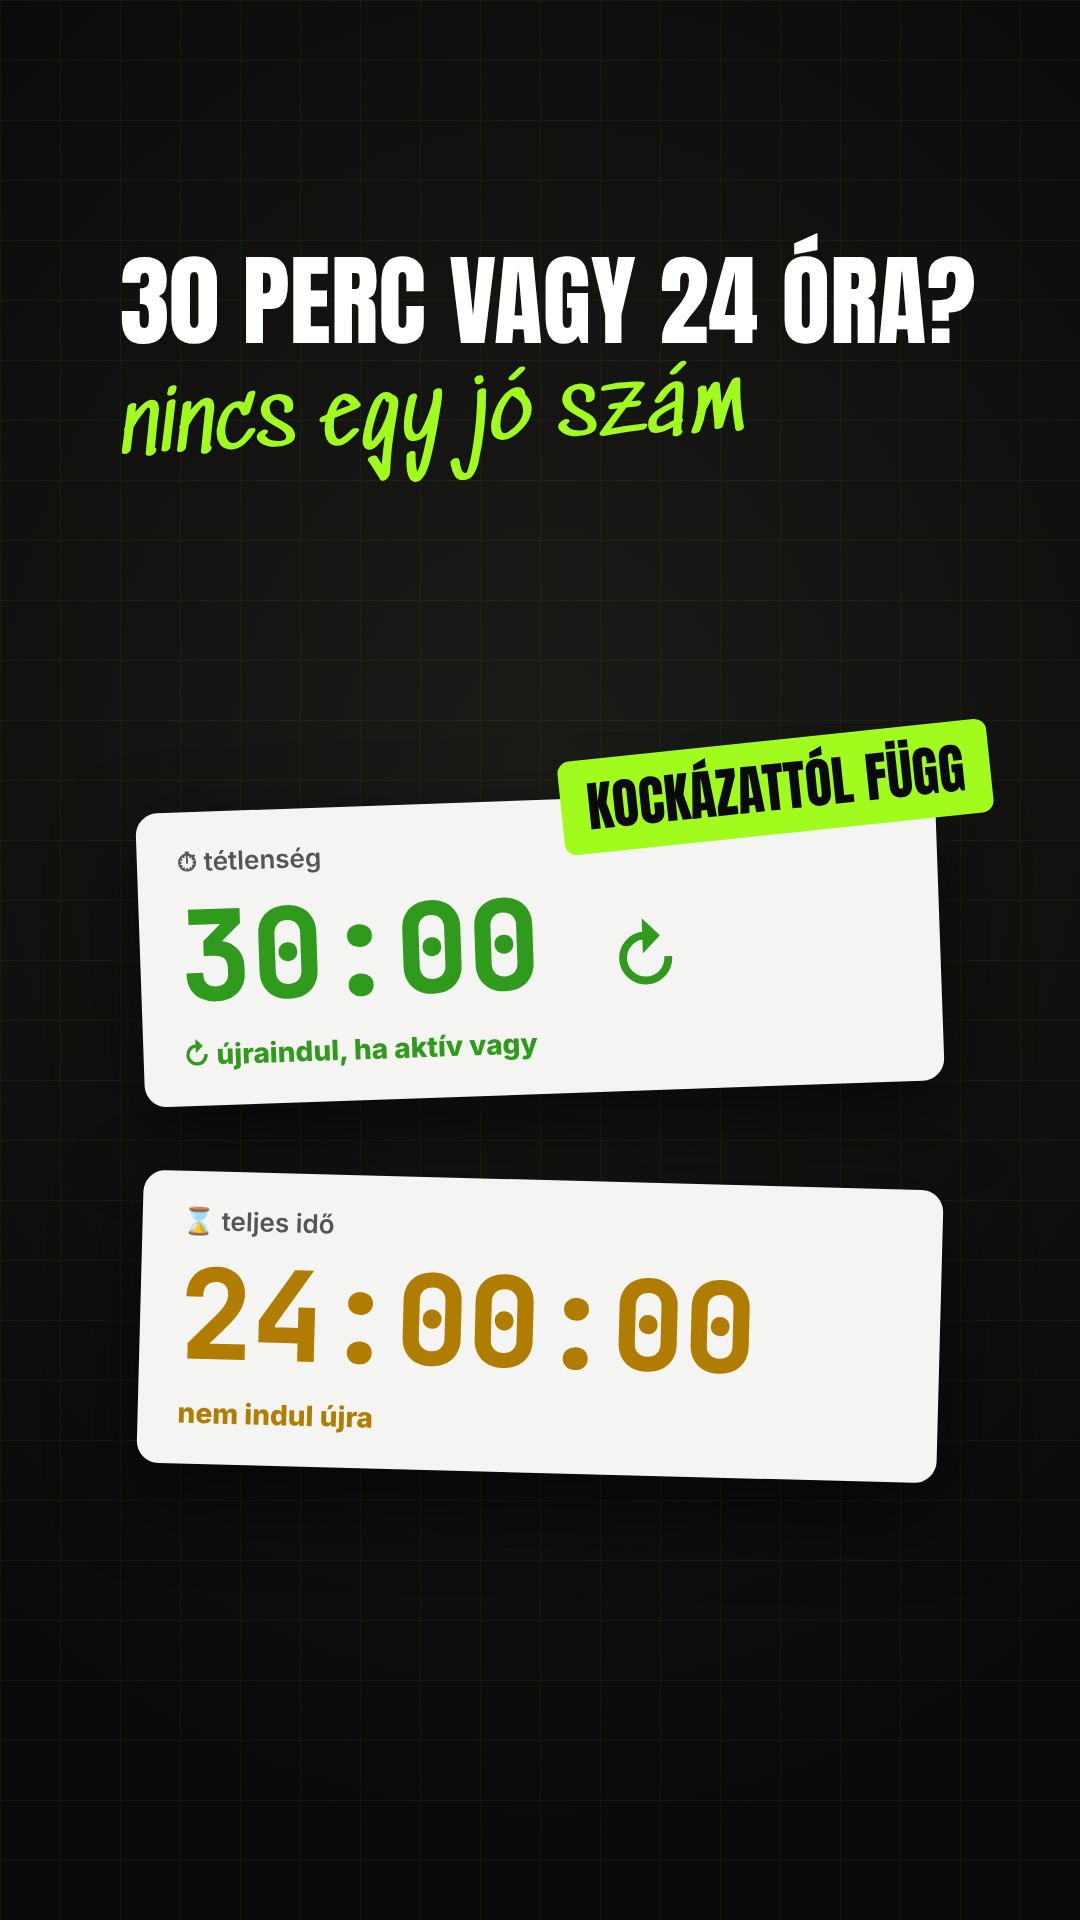 30 PERC VAGY 24 ÓRA?
nincs egy jó szám
KOCKÁZATTÓL FÜGG
⏱ tétlenség
30:00 ↻
↻ újraindul, ha aktív vagy
⌛ teljes idő
24:00:00
nem indul újra